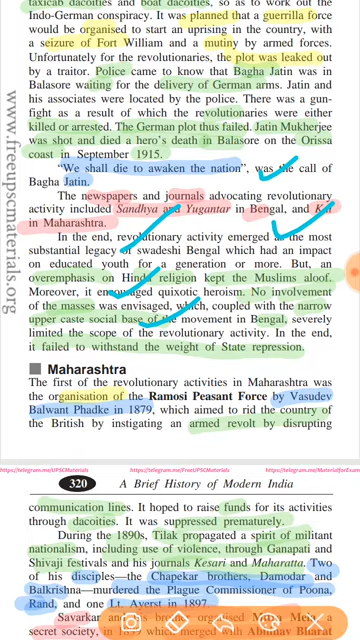 taxicab dacoities and boat dacoities, so as to work out the
Indo-German conspiracy. It was planned that a guerrilla force
would be organised to start an uprising in the country, with
a seizure of Fort William and a mutiny by armed forces.
Unfortunately for the revolutionaries, the plot was leaked out
by a traitor. Police came to know that Bagha Jatin was in
Balasore waiting for the delivery of German arms. Jatin and
his associates were located by the police. There was a gun-
fight as a result of which the revolutionaries were either
killed or arrested. The German plot thus failed. Jatin Mukherjee
was shot and died a hero's death in Balasore on the Orissa
coast in September 1915.
"We shall die to awaken the nation", was the call of
Bagha Jatin.
The newspapers and journals advocating revolutionary
activity included Sandhya and Yugantar in Bengal, and Kal
in Maharashtra.
In the end, revolutionary activity emerged as the most
substantial legacy of swadeshi Bengal which had an impact
on educated youth for a generation or more. But, an
overemphasis on Hindu religion kept the Muslims aloof.
Moreover, it encouraged quixotic heroism. No involvement
of the masses was envisaged, which, coupled with the narrow
upper caste social base of the movement in Bengal, severely
limited the scope of the revolutionary activity. In the end,
it failed to withstand the weight of State repression.
Maharashtra
The first of the revolutionary activities in Maharashtra was
the organisation of the Ramosi Peasant Force by Vasudev
Balwant Phadke in 1879, which aimed to rid the country of
the British by instigating an armed revolt by disrupting
www.freeupscmaterials
https://telegram.me/UPSCMaterials https://telegram.me/UPSCMaterials https://telegram.me/MaterialforExam
320 A Brief History of Modern India
communication lines. It hoped to raise funds for its activities
through dacoities. It was suppressed prematurely.
During the 1890s, Tilak propagated a spirit of militant
nationalism, including use of violence, through Ganapati and
Shivaji festivals and his journals Kesari and Maharatta. Two
of his disciples—the Chapekar brothers, Damodar and
Balkrishna—murdered the Plague Commissioner of Poona,
Rand, and one Lt. Ayerst in 1897.
Savarkar and his brother organised Mitra Mela, a
secret society, in 1899 which merged with Abhinav Bharat